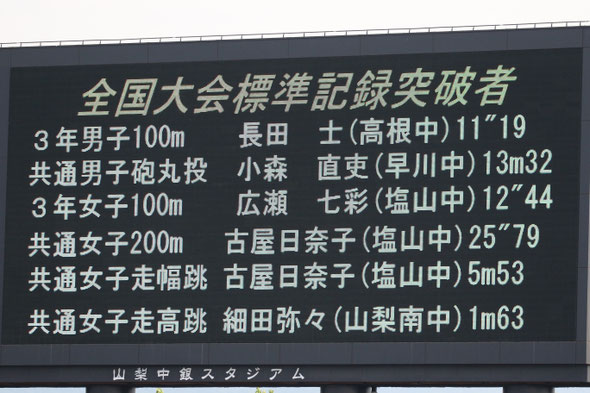 全国大会標準記録突破者
3年男子100m 長田 士(高根中)11"19
共通男子砲丸投 小森 直吏(早川中)13m32
3年女子100m 広瀬 七彩(塩山中)12"44
共通女子200m 古屋日奈子(塩山中)25"79
共通女子走幅跳 古屋日奈子(塩山中)5m53
共通女子走高跳 細田弥々(山梨南中)1m63
山梨中銀スタジアム